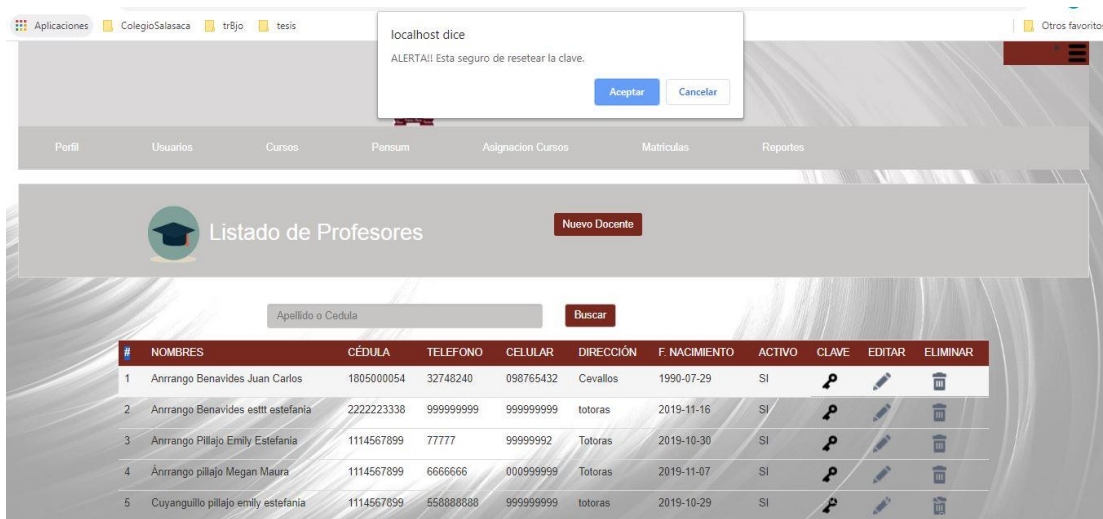 Aplicaciones ColegioSalasaca trBjo tesis Otros favoritos
localhost dice
ALERTA!! Esta seguro de resetear la clave.
Aceptar Cancelar
Perfil Usuarios Cursos Pensum Asignacion Cursos Matriculas Reportes
Listado de Profesores Nuevo Docente
Apellido o Cedula Buscar
# NOMBRES CÉDULA TELEFONO CELULAR DIRECCIÓN F. NACIMIENTO ACTIVO CLAVE EDITAR ELIMINAR
1 Anrrango Benavides Juan Carlos 1805000054 32748240 098765432 Cevallos 1990-07-29 SI
2 Anrrango Benavides esttt estefania 2222223338 999999999 999999999 totoras 2019-11-16 SI
3 Anrrango Pillajo Emily Estefania 1114567899 77777 99999992 Totoras 2019-10-30 SI
4 Ánrrango pillajo Megan Maura 1114567899 6666666 000999999 Totoras 2019-11-07 SI
5 Cuyanguillo pillajo emily estefania 1114567899 558888888 999999999 totoras 2019-10-29 SI